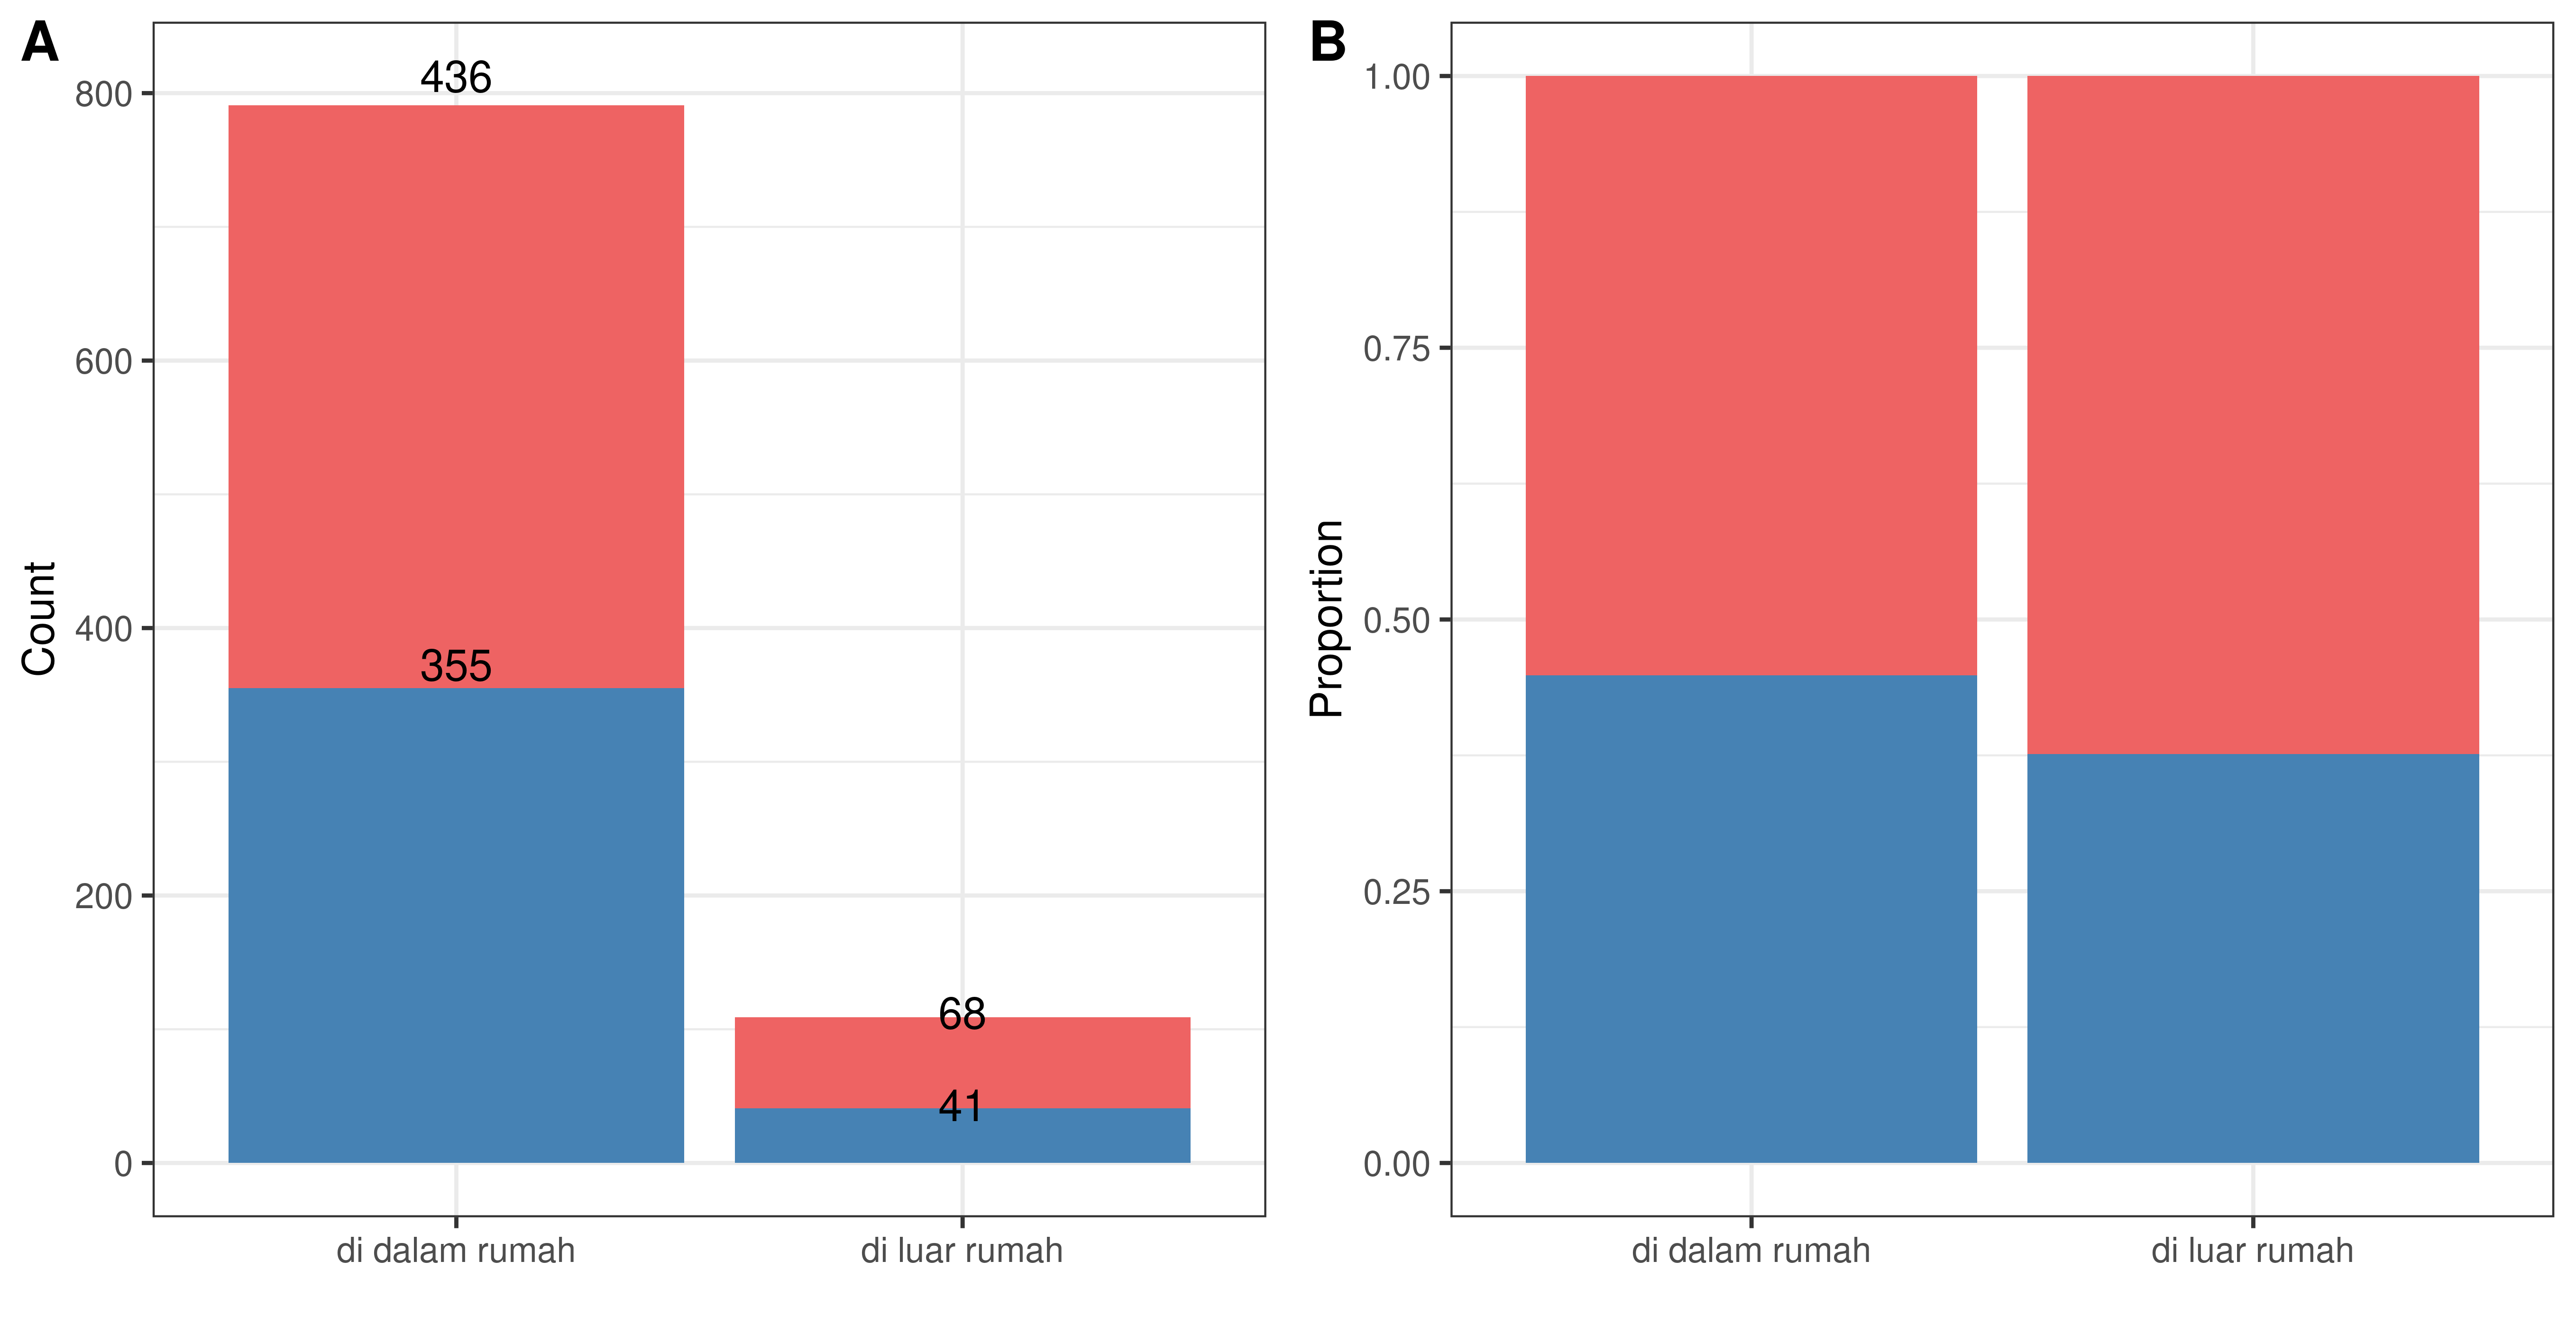 A
Count
800
600
400
200
0
436
355
68
41
di dalam rumah
di luar rumah
B
Proportion
1.00
0.75
0.50
0.25
0.00
di dalam rumah
di luar rumah